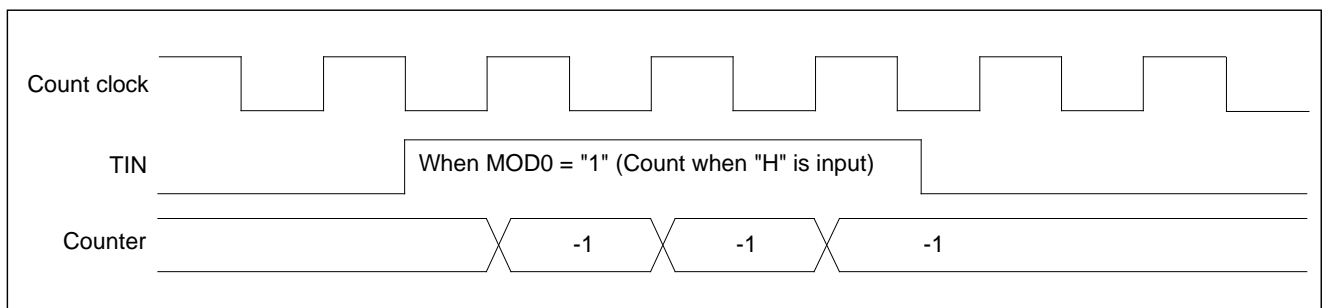 Count clock
TIN
When MOD0 = "1" (Count when "H" is input)
Counter
-1
-1
-1